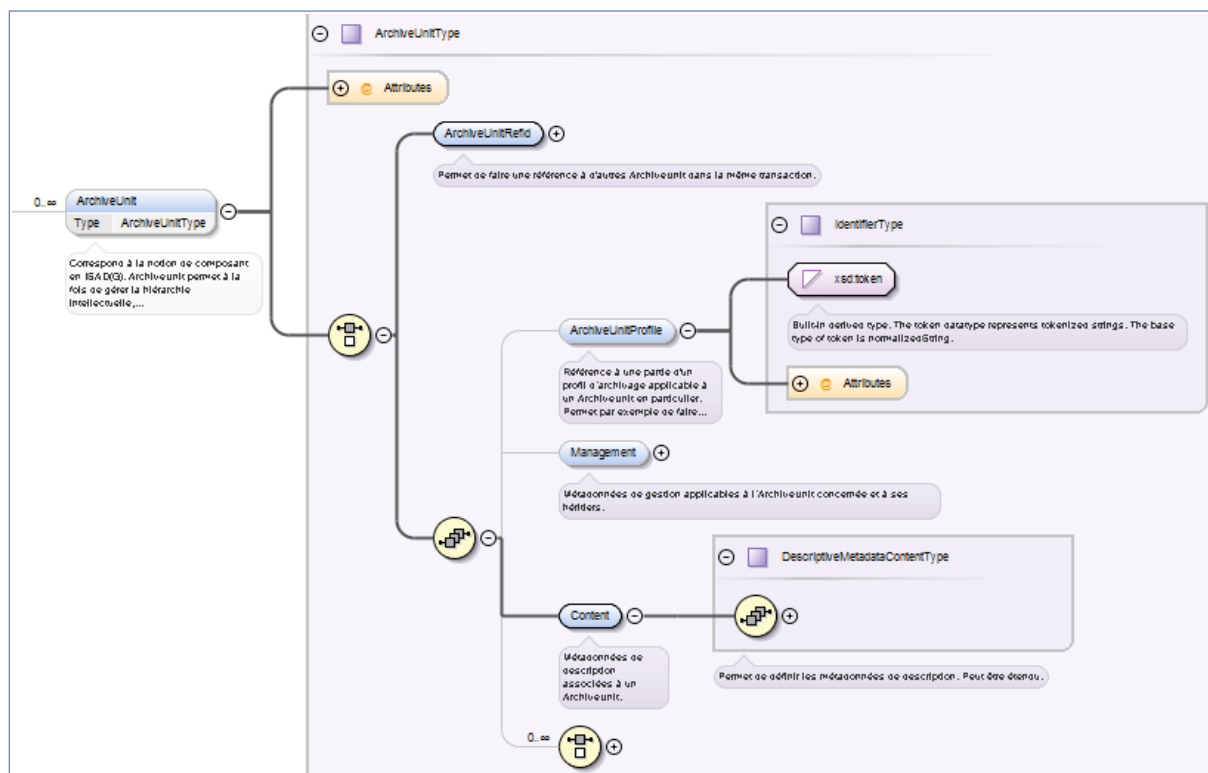 ArchiveUnitType
Attributes
ArchiveUnitRefId
Permet de faire une référence à d'autres ArchiveUnit dans la même transaction.
0..∞
ArchiveUnit
Type ArchiveUnitType
Correspond à la notion de composant
en ISAD(G). ArchiveUnit permet à la
fois de gérer la hiérarchie
intellectuelle,...
IdentifierType
xsd:token
Built-in derived type. The token datatype represents tokenized strings. The base
type of token is normalizedString.
Attributes
ArchiveUnitProfile
Référence à une partie d'un
profil d'archivage applicable à
un ArchiveUnit en particulier.
Permet par exemple de faire...
Management
Métadonnées de gestion applicables à l'ArchiveUnit concernée et à ses
héritiers.
DescriptiveMetadataContentType
Content
Métadonnées de
description
associées à un
ArchiveUnit.
Permet de définir les métadonnées de description. Peut être étendu.
0..∞